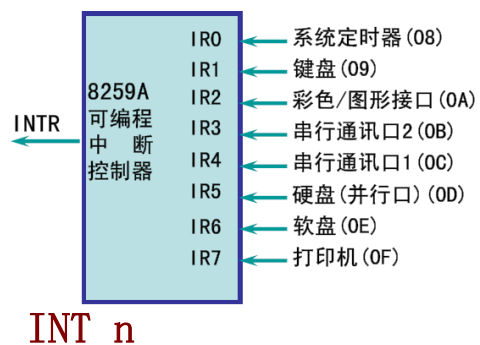 IR0 系统定时器(08)
IR1 键盘(09)
8259A IR2 彩色/图形接口(0A)
INTR 可编程 IR3 串行通讯口2(0B)
中 断 IR4 串行通讯口1(0C)
控制器 IR5 硬盘(并行口)(0D)
IR6 软盘(0E)
IR7 打印机(0F)
INT n